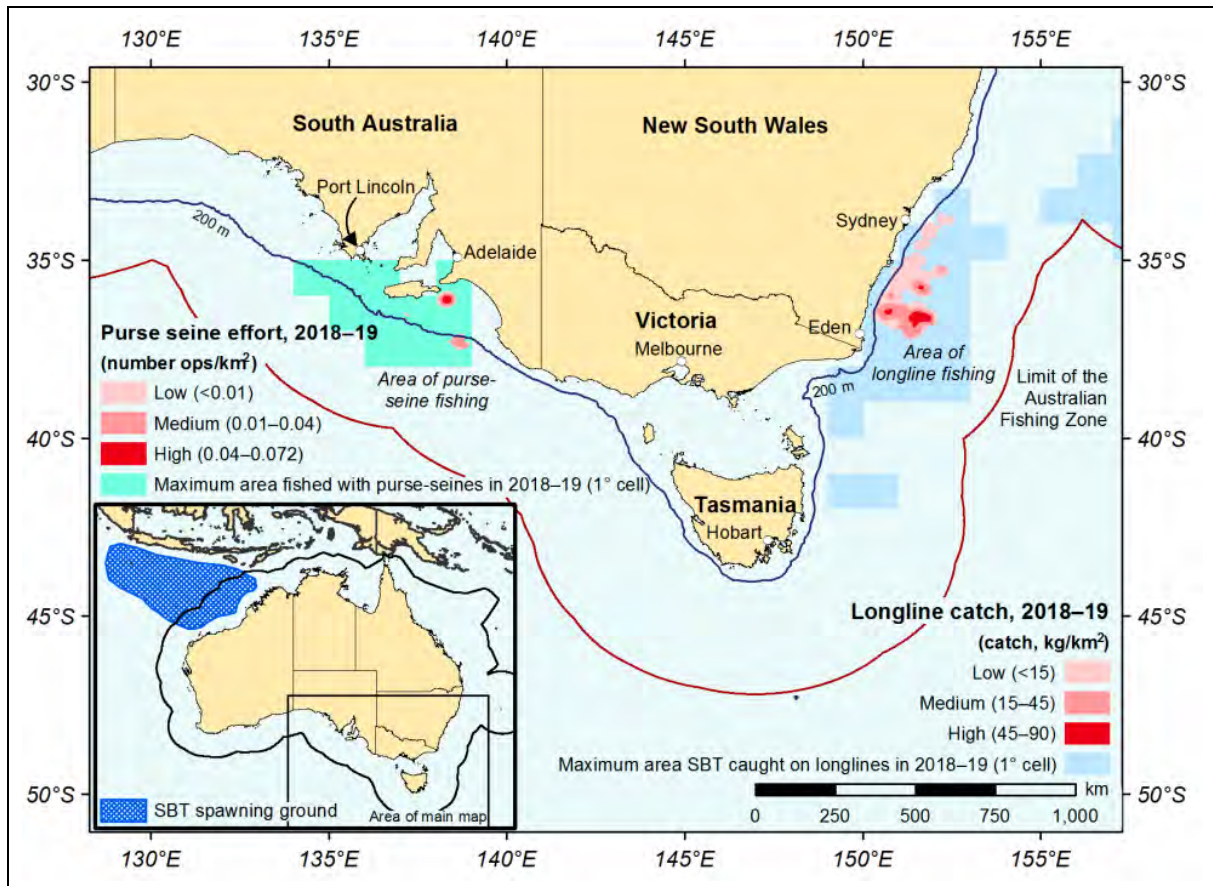 130°E 135°E 140°E 145°E 150°E 155°E
30°S 30°S
South Australia
New South Wales
Port Lincoln
200 m
Sydney
Adelaide
35°S 35°S
Purse seine effort, 2018–19
(number ops/km²)
Low (<0.01)
Medium (0.01–0.04)
High (0.04–0.072)
Maximum area fished with purse-seines in 2018–19 (1° cell)
Area of purse-
seine fishing
Victoria
Melbourne
Eden
200 m
Area of
longline fishing
Limit of the
Australian
Fishing Zone
40°S 40°S
Tasmania
Hobart
45°S 45°S
Longline catch, 2018–19
(catch, kg/km²)
Low (<15)
Medium (15–45)
High (45–90)
Maximum area SBT caught on longlines in 2018–19 (1° cell)
km
0 250 500 750 1,000
SBT spawning ground
Area of main map
50°S 50°S
130°E 135°E 140°E 145°E 150°E 155°E